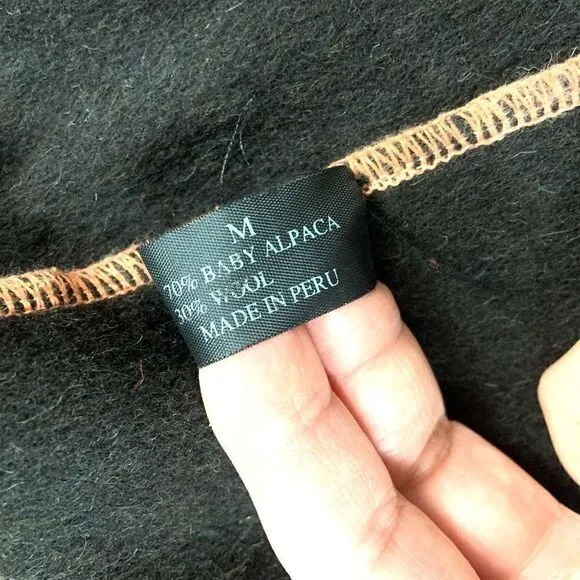 M
70% BABY ALPACA
30% WOOL
MADE IN PERU